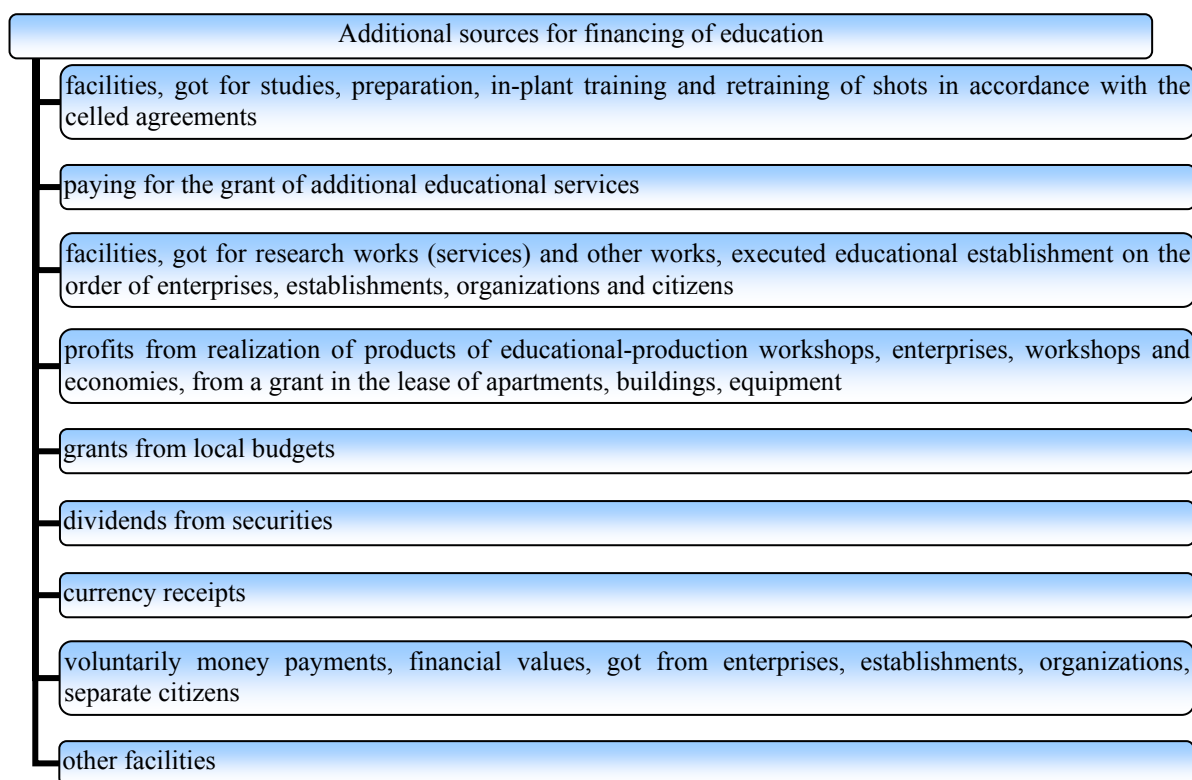 Additional sources for financing of education
facilities, got for studies, preparation, in-plant training and retraining of shots in accordance with the
celled agreements
paying for the grant of additional educational services
facilities, got for research works (services) and other works, executed educational establishment on the
order of enterprises, establishments, organizations and citizens
profits from realization of products of educational-production workshops, enterprises, workshops and
economies, from a grant in the lease of apartments, buildings, equipment
grants from local budgets
dividends from securities
currency receipts
voluntarily money payments, financial values, got from enterprises, establishments, organizations,
separate citizens
other facilities